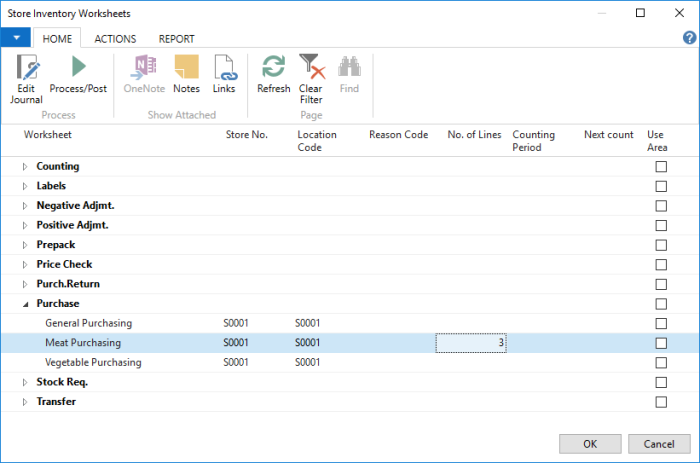 Store Inventory Worksheets
HOME ACTIONS REPORT
Edit Journal Process/Post OneNote Notes Links Refresh Clear Filter Find
Process Show Attached Page
Worksheet Store No. Location Code Reason Code No. of Lines Counting Period Next count Use Area
Counting
Labels
Negative Adjmt.
Positive Adjmt.
Prepack
Price Check
Purch.Return
Purchase
General Purchasing S0001 S0001
Meat Purchasing S0001 S0001 3
Vegetable Purchasing S0001 S0001
Stock Req.
Transfer
OK Cancel